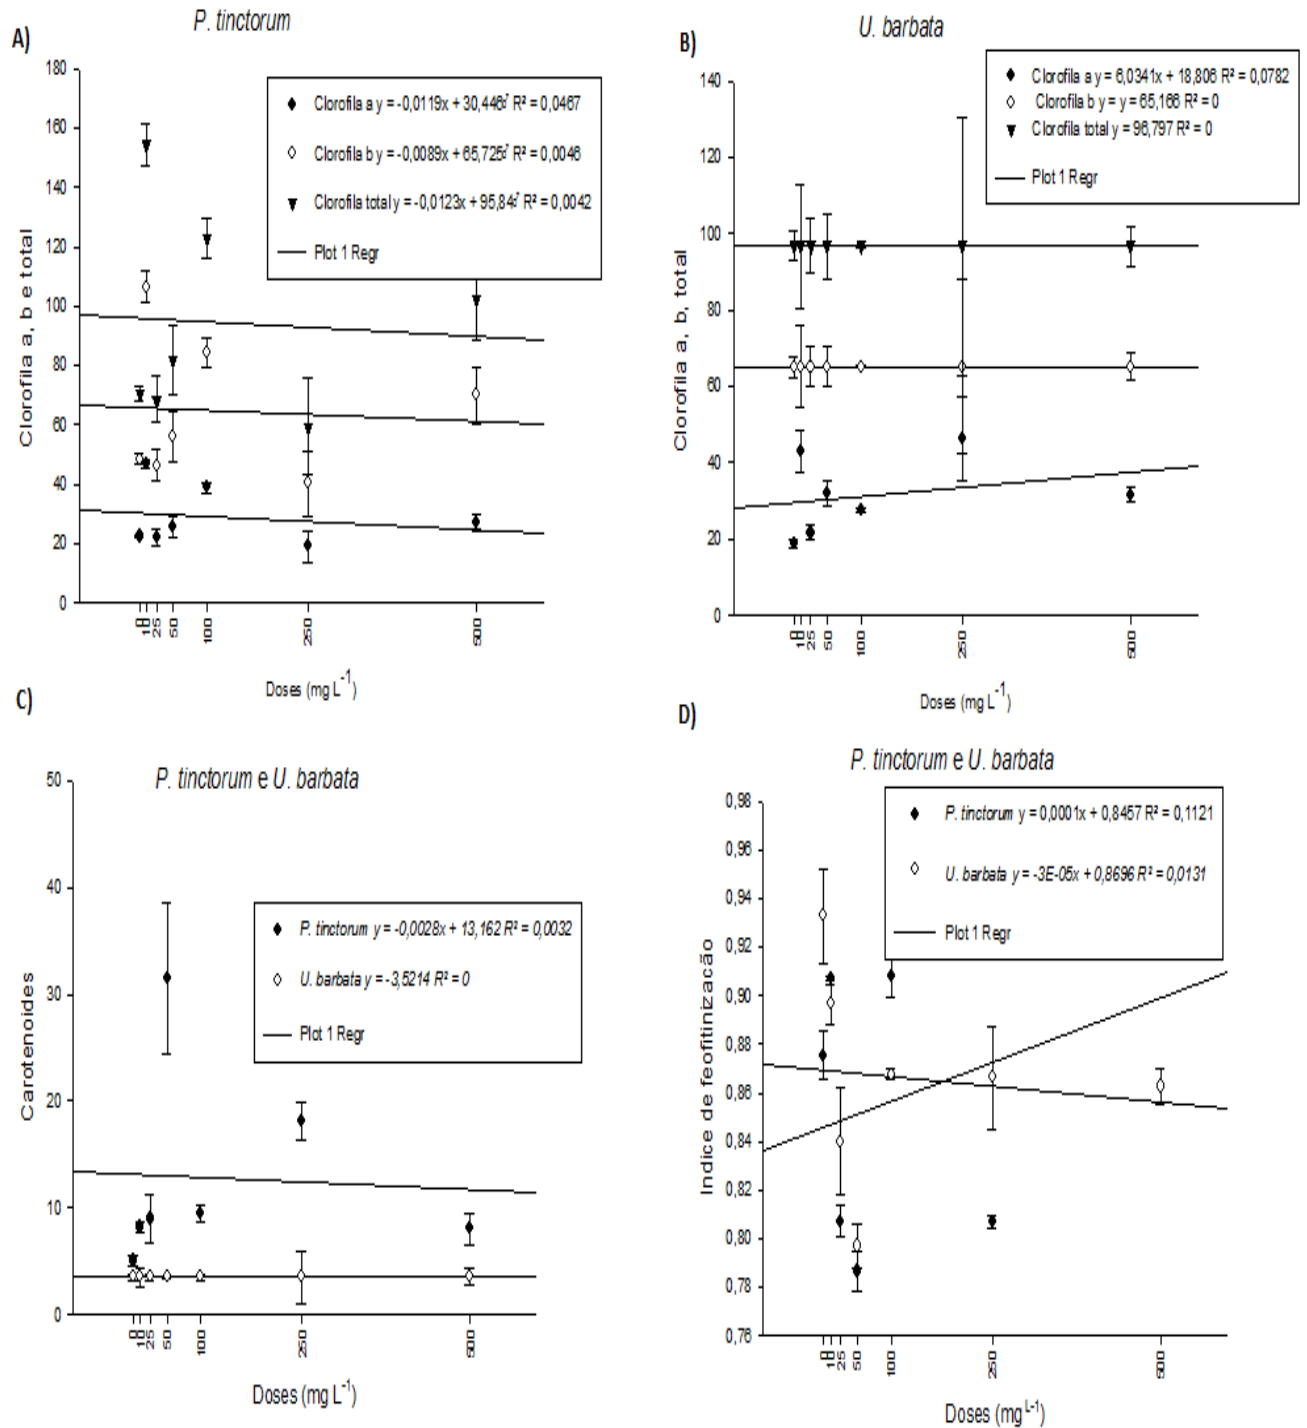 A)
P. tinctorum
180
160
140
120
100
80
60
40
20
0
Clorofila a, b e total
Clorofila a y = -0,0119x + 30,446 R² = 0,0467
Clorofila b y = -0,0089x + 65,725 R² = 0,0046
Clorofila total y = -0,0123x + 95,84 R² = 0,0042
Plot 1 Regr
25
50
100
250
500
Doses (mg L-1)
B)
U. barbata
140
120
100
80
60
40
20
0
Clorofila a, b, total
Clorofila a y = 6,0341x + 18,806 R² = 0,0782
Clorofila b y = y = 65,166 R² = 0
Clorofila total y = 96,797 R² = 0
Plot 1 Regr
25
50
100
250
500
Doses (mg L-1)
C)
P. tinctorum e U. barbata
50
40
30
20
10
0
Carotenoides
P. tinctorum y = -0,0028x + 13,162 R² = 0,0032
U. barbata y = -3,5214 R² = 0
Plot 1 Regr
25
50
100
250
500
Doses (mg L-1)
D)
P. tinctorum e U. barbata
0,98
0,96
0,94
0,92
0,90
0,88
0,86
0,84
0,82
0,80
0,78
0,76
Indice de feofitinizacão
P. tinctorum y = 0,0001x + 0,8457 R² = 0,1121
U. barbata y = -3E-05x + 0,8696 R² = 0,0131
Plot 1 Regr
25
50
100
250
500
Doses (mg L-1)